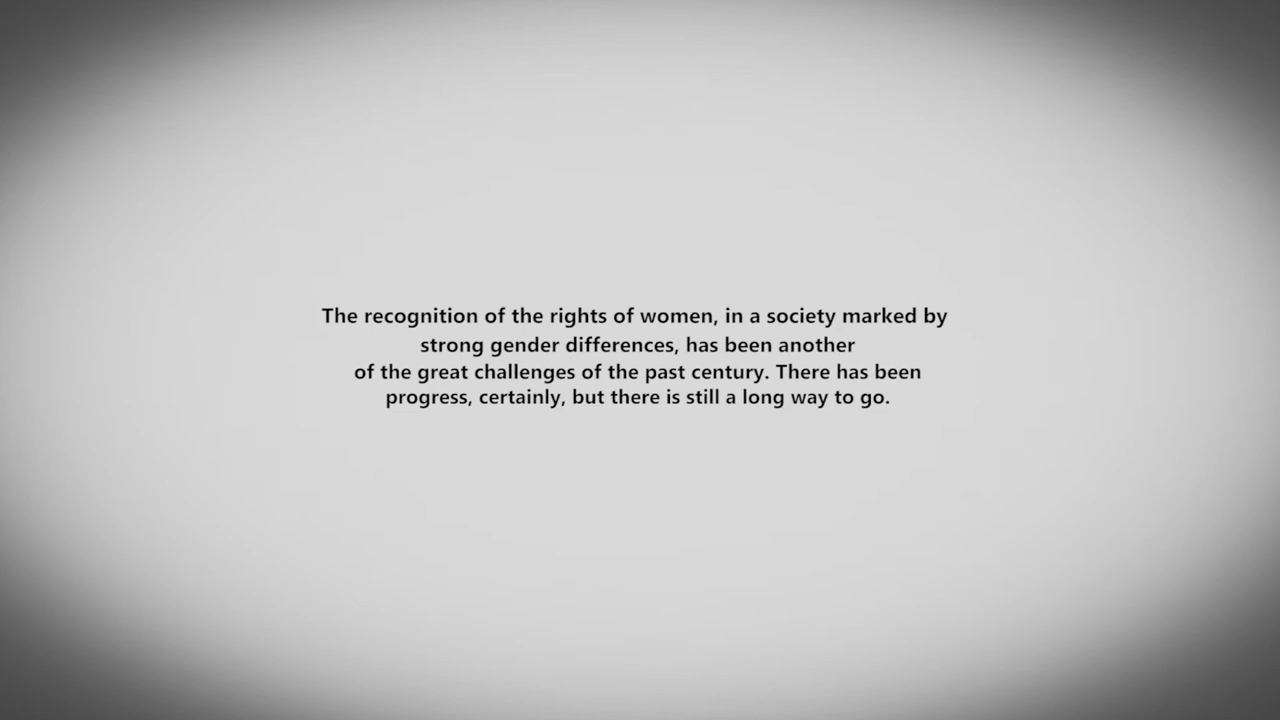 The recognition of the rights of women, in a society marked by
strong gender differences, has been another
of the great challenges of the past century. There has been
progress, certainly, but there is still a long way to go.